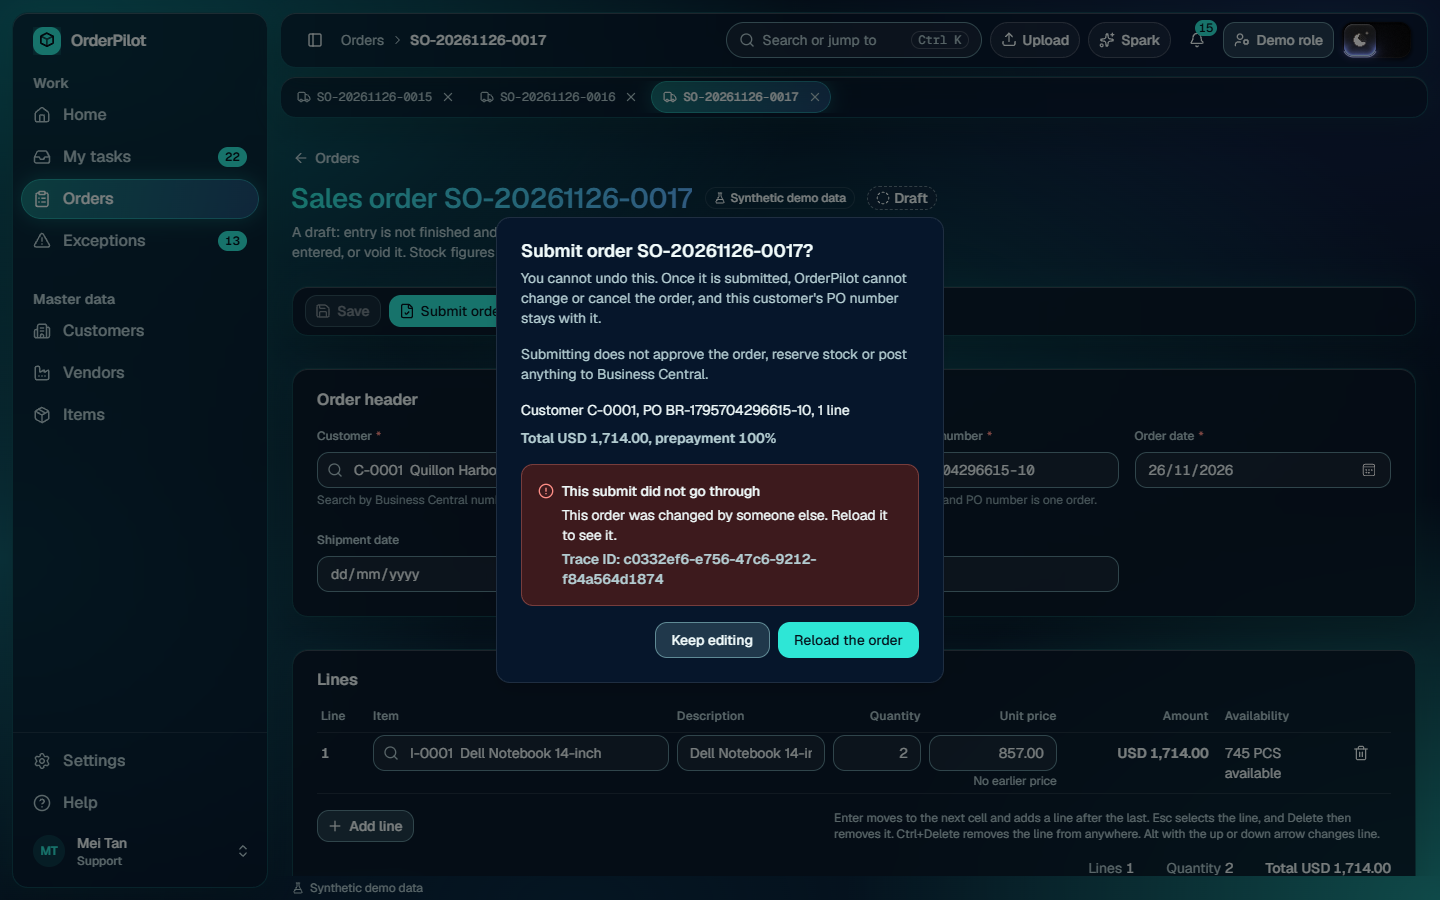 OrderPilot
Work
Home
My tasks 22
Orders
Exceptions 13
Master data
Customers
Vendors
Items
Settings
Help
MT Mei Tan
Support
Orders > SO-20261126-0017
Search or jump to Ctrl K
Upload
Spark
15
Demo role
SO-20261126-0015
SO-20261126-0016
SO-20261126-0017
Orders
Sales order SO-20261126-0017
Synthetic demo data
Draft
A draft: entry is not finished and
entered, or void it. Stock figures
Save
Submit orde
Submit order SO-20261126-0017?
You cannot undo this. Once it is submitted, OrderPilot cannot
change or cancel the order, and this customer's PO number
stays with it.
Submitting does not approve the order, reserve stock or post
anything to Business Central.
Customer C-0001, PO BR-1795704296615-10, 1 line
Total USD 1,714.00, prepayment 100%
This submit did not go through
This order was changed by someone else. Reload it
to see it.
Trace ID: c0332ef6-e756-47c6-9212-
f84a564d1874
Keep editing
Reload the order
Order header
Customer *
C-0001 Quillon Harbo
Search by Business Central num
number *
04296615-10
and PO number is one order.
Order date *
26/11/2026
Shipment date
dd/mm/yyyy
Lines
Line Item Description Quantity Unit price Amount Availability
1 I-0001 Dell Notebook 14-inch Dell Notebook 14-ir 2 857.00 USD 1,714.00 745 PCS
available
No earlier price
Add line
Enter moves to the next cell and adds a line after the last. Esc selects the line, and Delete then
removes it. Ctrl+Delete removes the line from anywhere. Alt with the up or down arrow changes line.
Lines 1 Quantity 2 Total USD 1,714.00
Synthetic demo data